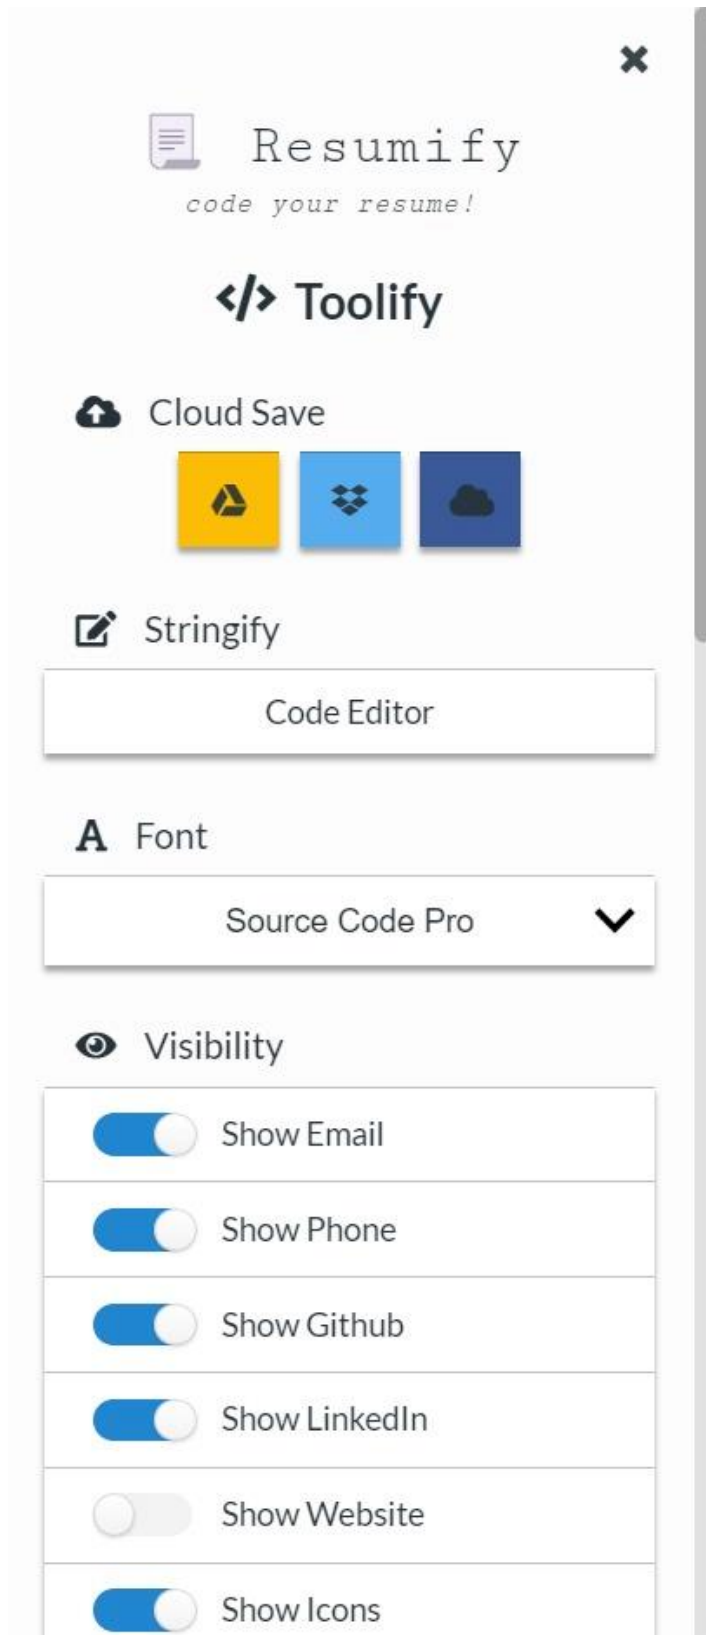 Resumify
code your resume!
</> Toolify
Cloud Save
Stringify
Code Editor
A Font
Source Code Pro
Visibility
Show Email
Show Phone
Show Github
Show LinkedIn
Show Website
Show Icons